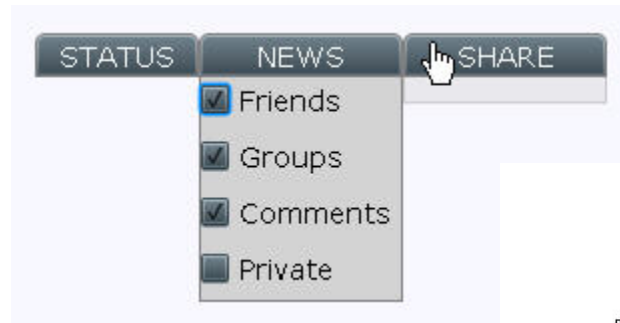 STATUS NEWS SHARE
Friends
Groups
Comments
Private